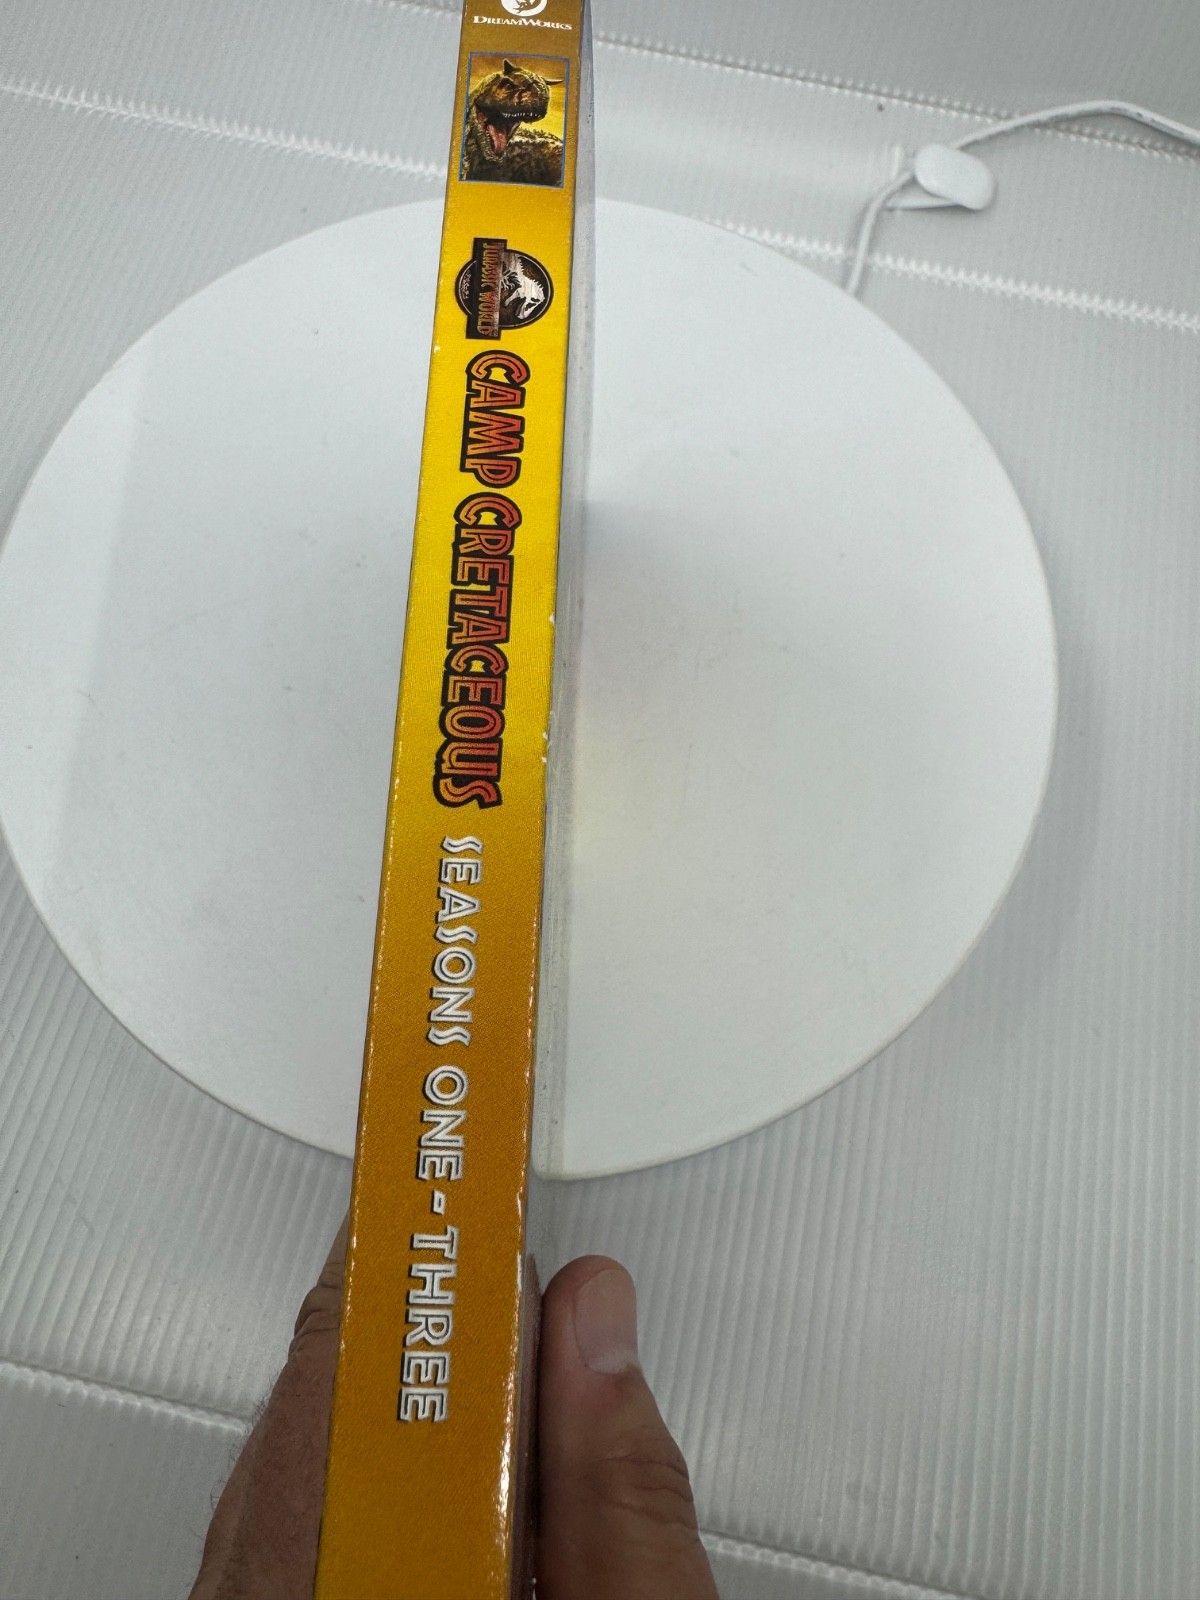 DREAMWORKS
JURASSIC WORLD
CAMP CRETACEOUS
SEASONS ONE-THREE